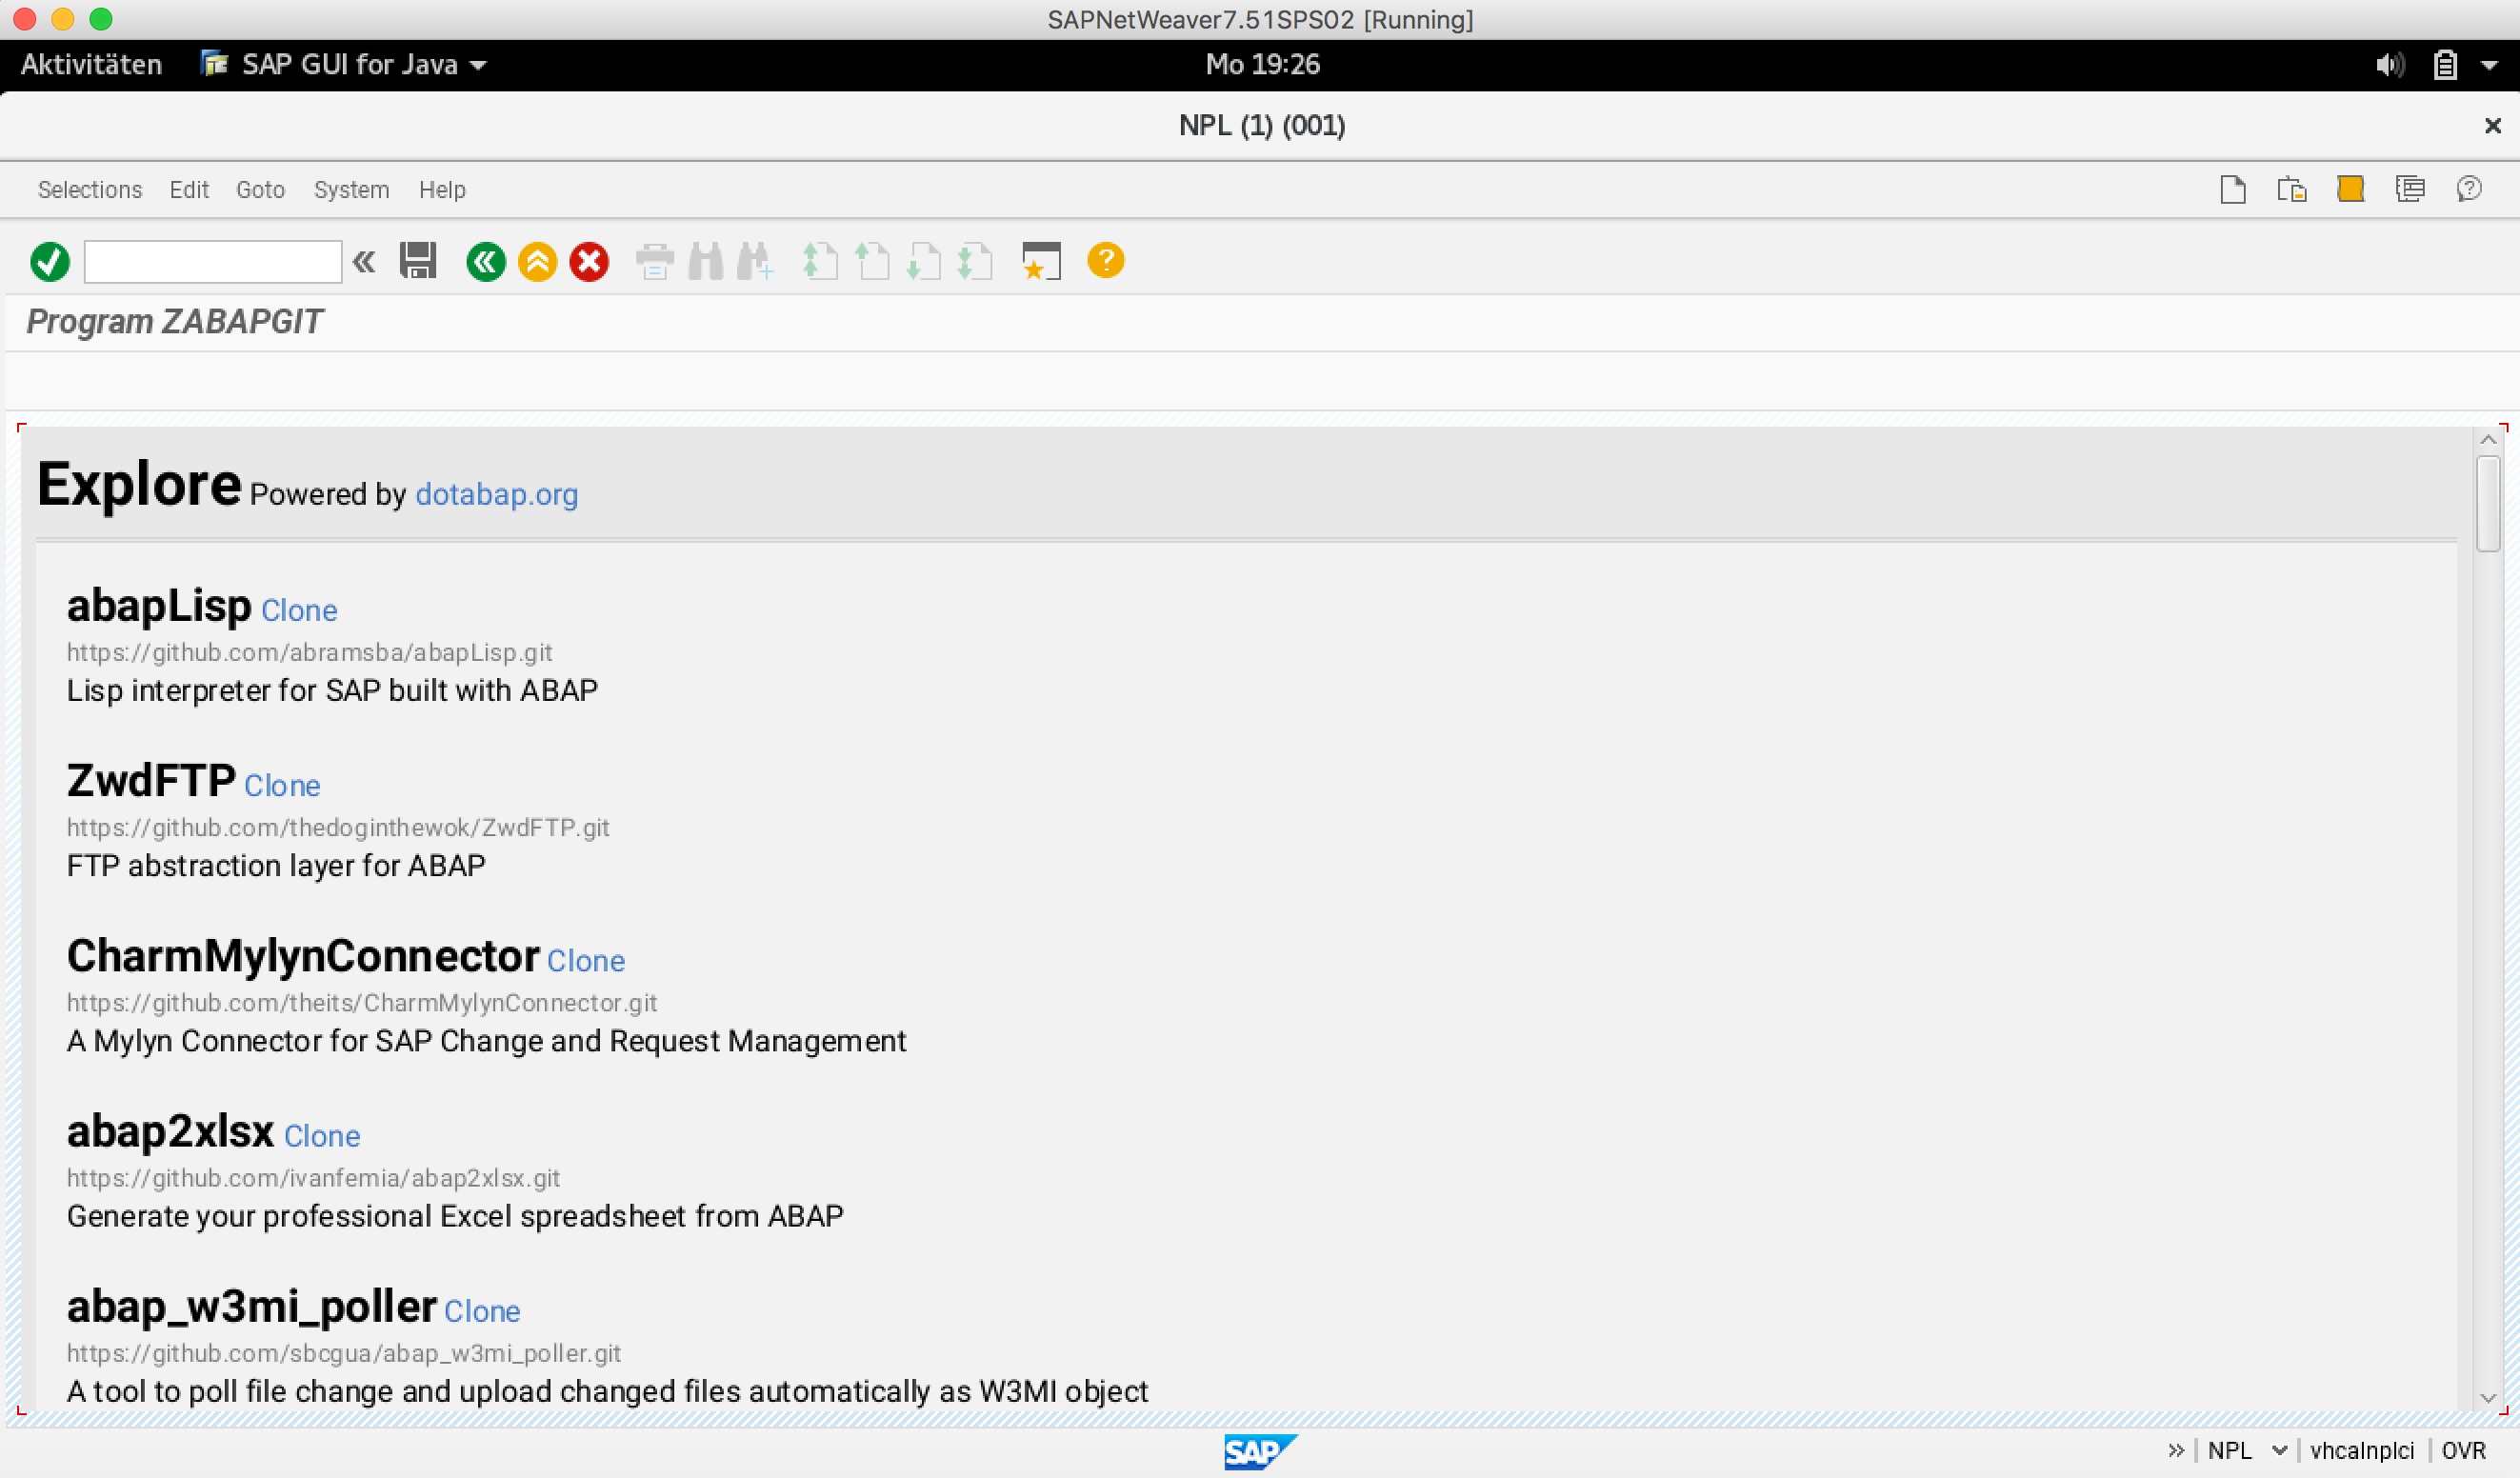 SAPNetWeaver7.51SPS02 [Running]
Aktivitäten SAP GUI for Java Mo 19:26
NPL (1) (001)
Selections Edit Goto System Help
Program ZABAPGIT
Explore Powered by dotabap.org
abapLisp Clone
https://github.com/abramsba/abapLisp.git
Lisp interpreter for SAP built with ABAP
ZwdFTP Clone
https://github.com/thedoginthewok/ZwdFTP.git
FTP abstraction layer for ABAP
CharmMylynConnector Clone
https://github.com/theits/CharmMylynConnector.git
A Mylyn Connector for SAP Change and Request Management
abap2xlsx Clone
https://github.com/ivanfemia/abap2xlsx.git
Generate your professional Excel spreadsheet from ABAP
abap_w3mi_poller Clone
https://github.com/sbcgua/abap_w3mi_poller.git
A tool to poll file change and upload changed files automatically as W3MI object
SAP NPL vhcalnplci OVR